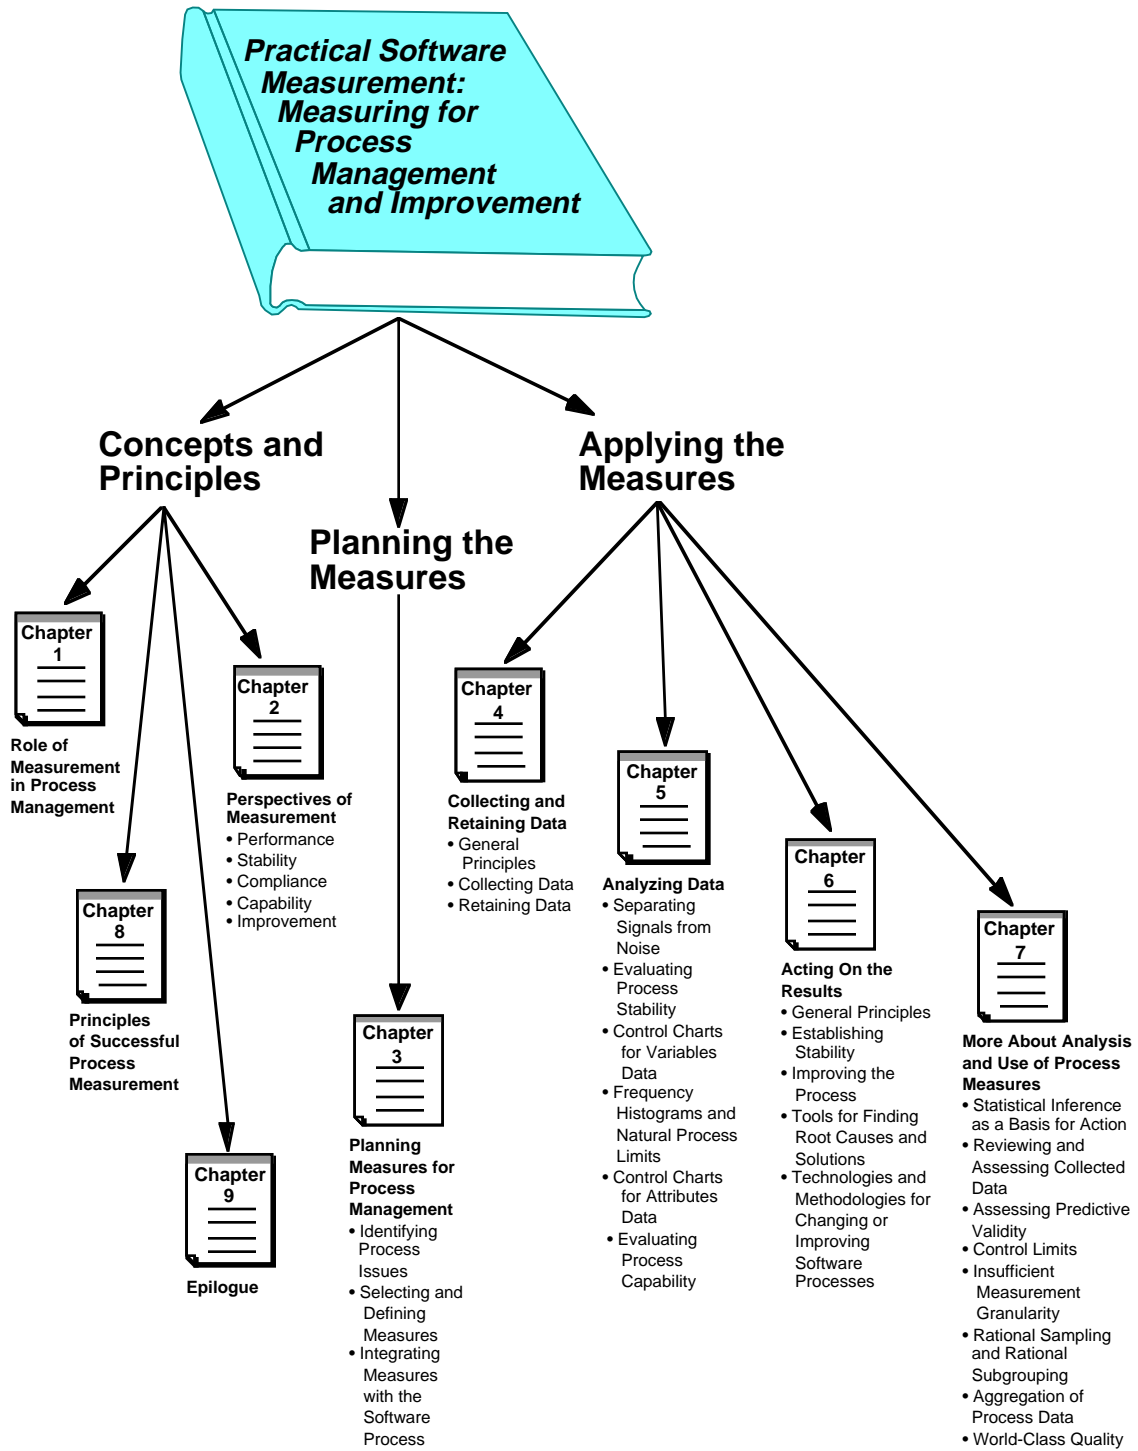 Practical Software
Measurement:
Measuring for
Process
Management
and Improvement
Concepts and
Principles
Applying the
Measures
Planning the
Measures
Chapter
1
Role of
Measurement
in Process
Management
Chapter
2
Perspectives of
Measurement
• Performance
• Stability
• Compliance
• Capability
• Improvement
Chapter
8
Principles
of Successful
Process
Measurement
Chapter
9
Epilogue
Chapter
3
Planning
Measures for
Process
Management
• Identifying
Process
Issues
• Selecting and
Defining
Measures
• Integrating
Measures
with the
Software
Process
Chapter
4
Collecting and
Retaining Data
• General
Principles
• Collecting Data
• Retaining Data
Chapter
5
Analyzing Data
• Separating
Signals from
Noise
• Evaluating
Process
Stability
• Control Charts
for Variables
Data
• Frequency
Histograms and
Natural Process
Limits
• Control Charts
for Attributes
Data
• Evaluating
Process
Capability
Chapter
6
Acting On the
Results
• General Principles
• Establishing
Stability
• Improving the
Process
• Tools for Finding
Root Causes and
Solutions
• Technologies and
Methodologies for
Changing or
Improving
Software
Processes
Chapter
7
More About Analysis
and Use of Process
Measures
• Statistical Inference
as a Basis for Action
• Reviewing and
Assessing Collected
Data
• Assessing Predictive
Validity
• Control Limits
• Insufficient
Measurement
Granularity
• Rational Sampling
and Rational
Subgrouping
• Aggregation of
Process Data
• World-Class Quality